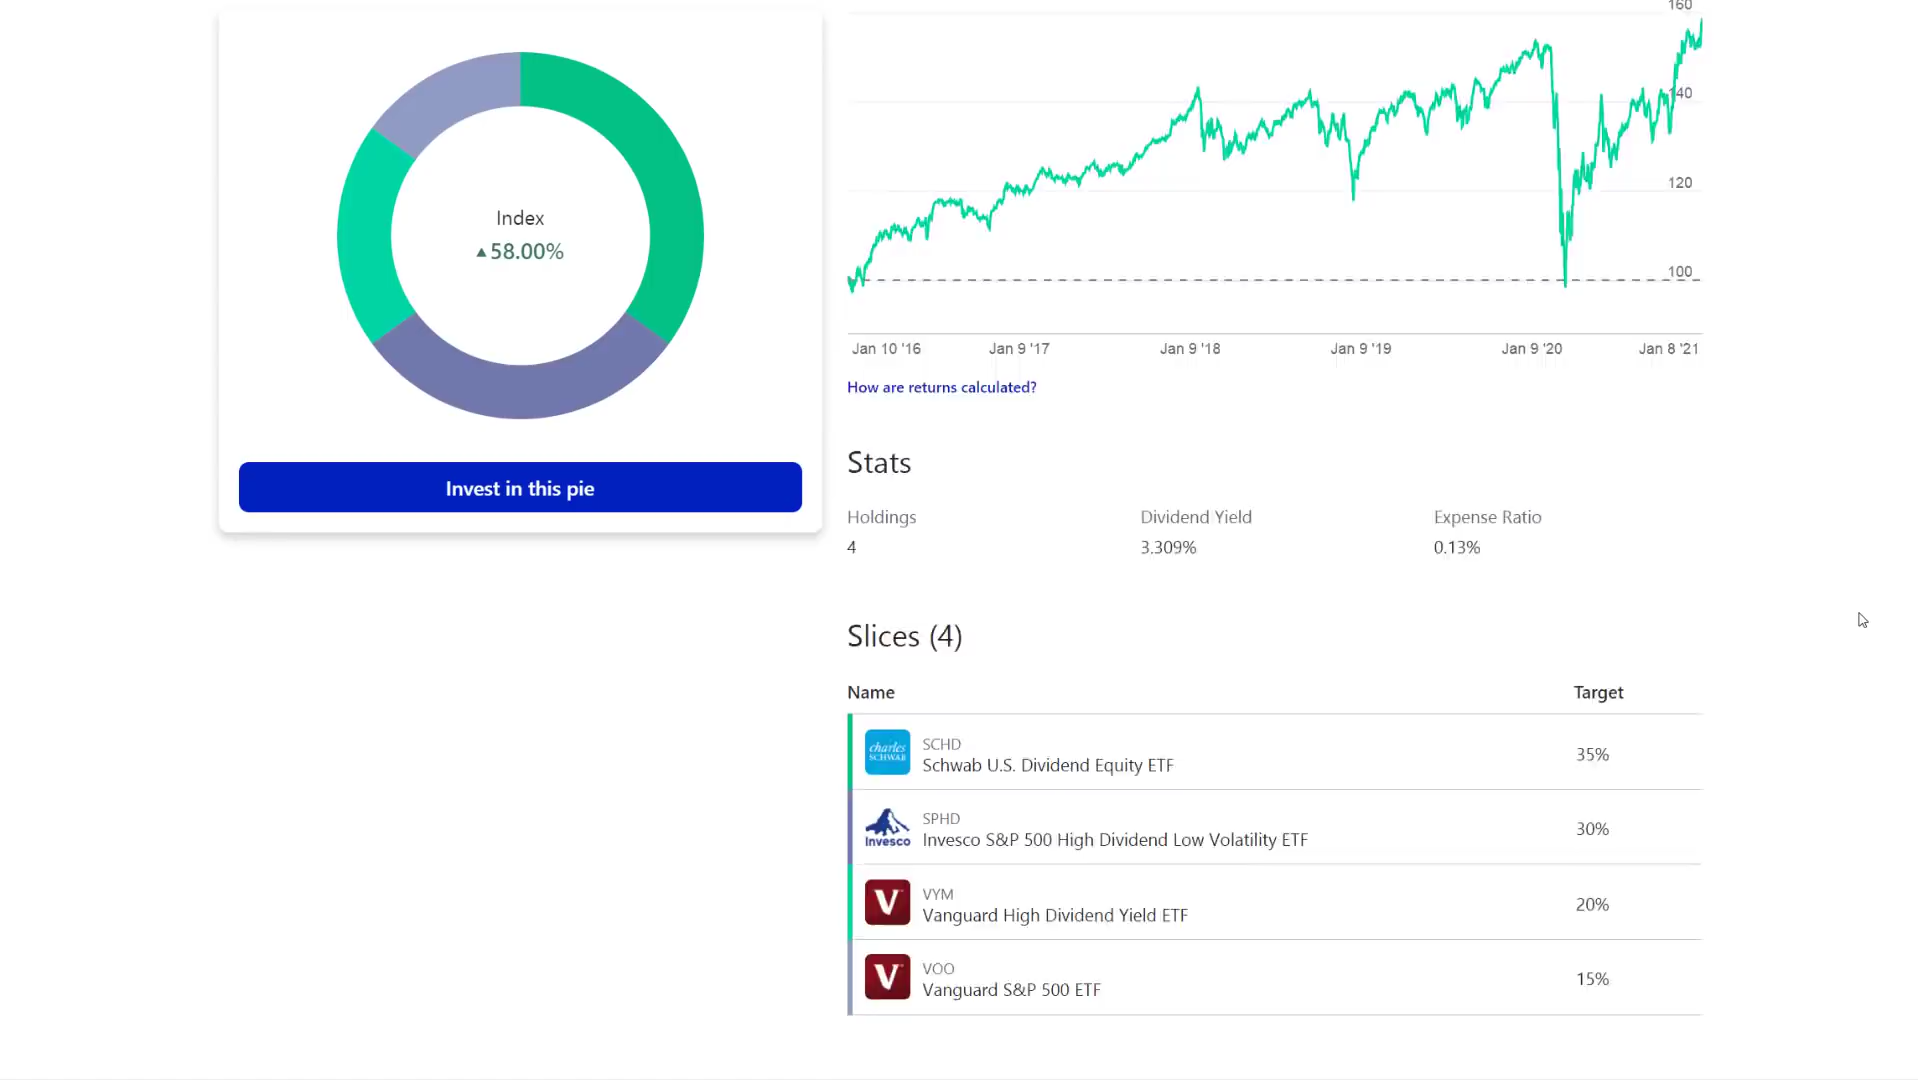 Index
▲58.00%
Invest in this pie
160
140
120
100
Jan 10 '16
Jan 9 '17
Jan 9 '18
Jan 9 '19
Jan 9 '20
Jan 8 '21
How are returns calculated?
Stats
Holdings
Dividend Yield
Expense Ratio
4
3.309%
0.13%
Slices (4)
Name
Target
charles
SCHWAB
SCHD
Schwab U.S. Dividend Equity ETF
35%
Invesco
SPHD
Invesco S&P 500 High Dividend Low Volatility ETF
30%
V
VYM
Vanguard High Dividend Yield ETF
20%
V
VOO
Vanguard S&P 500 ETF
15%